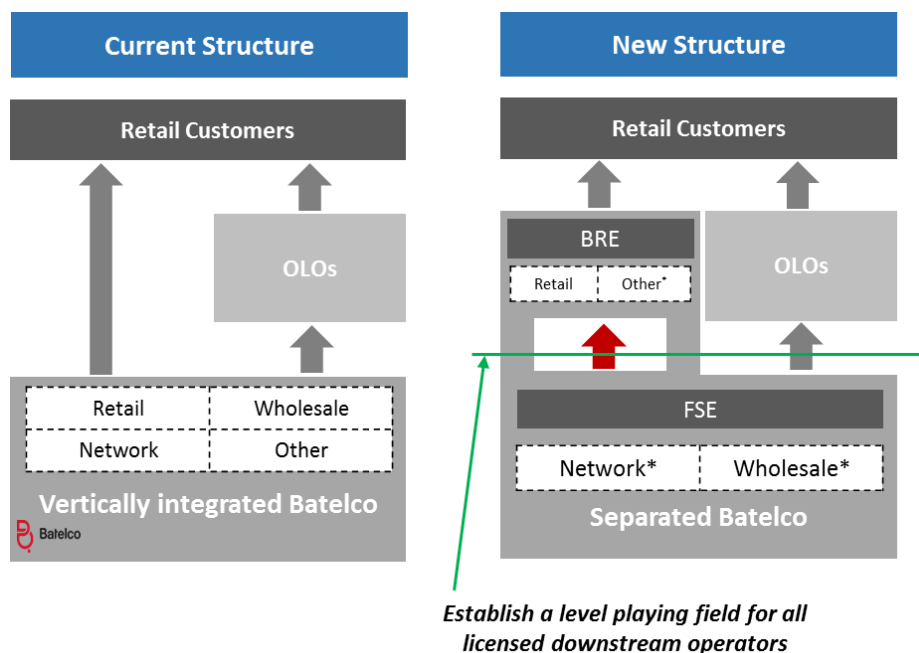 Current Structure
Retail Customers
OLOs
Retail
Wholesale
Network
Other
Vertically integrated Batelco
Batelco
New Structure
Retail Customers
BRE
Retail
Other*
OLOs
FSE
Network*
Wholesale*
Separated Batelco
Establish a level playing field for all
licensed downstream operators